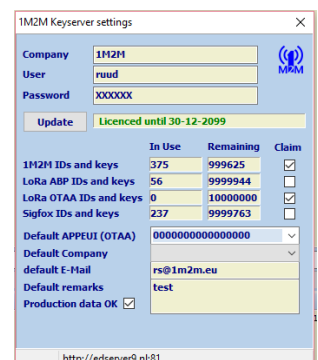 1M2M Keyserver settings
Company 1M2M
User ruud
Password XXXXXX
M2M
Update Licenced until 30-12-2099
In Use Remaining Claim
1M2M IDs and keys 375 999625
LoRa ABP IDs and keys 56 9999944
LoRa OTAA IDs and keys 0 10000000
Sigfox IDs and keys 237 9999763
Default APPEUI (OTAA) 0000000000000000
Default Company
default E-Mail rs@1m2m.eu
Default remarks test
Production data OK
http://edserver9.nl:81